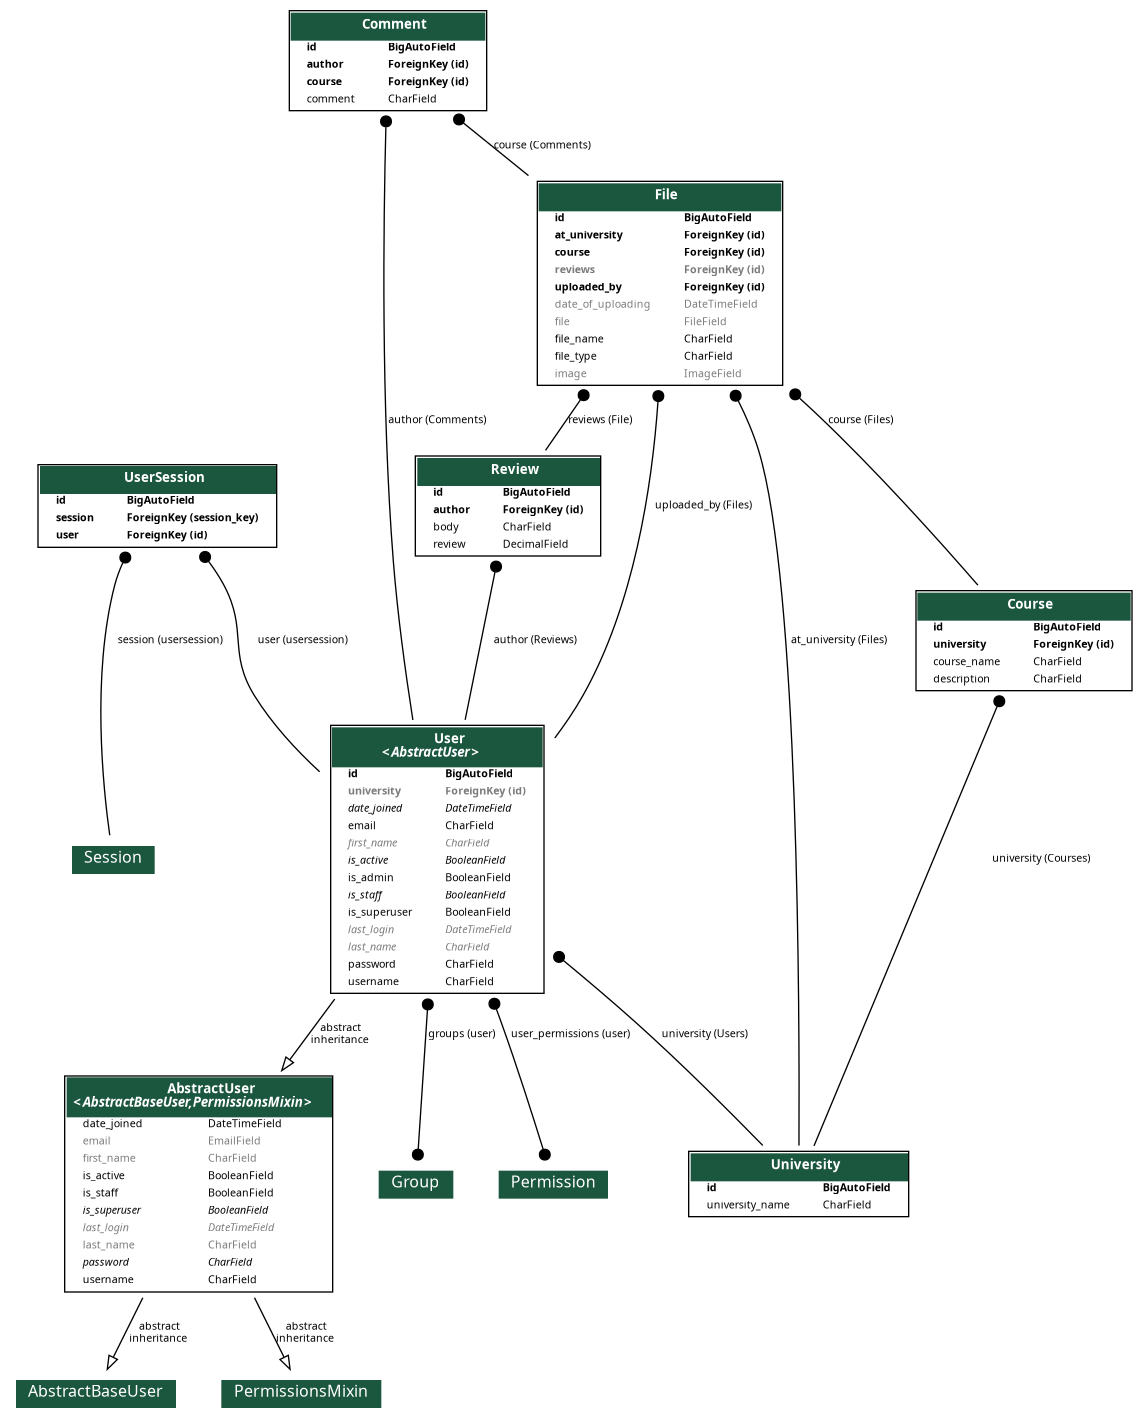 Comment
id BigAutoField
author ForeignKey (id)
course ForeignKey (id)
comment CharField
course (Comments)
File
id BigAutoField
at_university ForeignKey (id)
course ForeignKey (id)
reviews ForeignKey (id)
uploaded_by ForeignKey (id)
date_of_uploading DateTimeField
file FileField
file_name CharField
file_type CharField
image ImageField
author (Comments)
reviews (File)
course (Files)
UserSession
id BigAutoField
session ForeignKey (session_key)
user ForeignKey (id)
Review
id BigAutoField
author ForeignKey (id)
body CharField
review DecimalField
uploaded_by (Files)
Course
id BigAutoField
university ForeignKey (id)
course_name CharField
description CharField
session (usersession)
user (usersession)
author (Reviews)
at_university (Files)
User
<AbstractUser>
id BigAutoField
university ForeignKey (id)
date_joined DateTimeField
email CharField
first_name CharField
is_active BooleanField
is_admin BooleanField
is_staff BooleanField
is_superuser BooleanField
last_login DateTimeField
last_name CharField
password CharField
username CharField
Session
university (Courses)
abstract
inheritance
groups (user)
user_permissions (user)
university (Users)
AbstractUser
<AbstractBaseUser,PermissionsMixin>
date_joined DateTimeField
email EmailField
first_name CharField
is_active BooleanField
is_staff BooleanField
is_superuser BooleanField
last_login DateTimeField
last_name CharField
password CharField
username CharField
Group
Permission
University
id BigAutoField
university_name CharField
abstract
inheritance
abstract
inheritance
AbstractBaseUser
PermissionsMixin